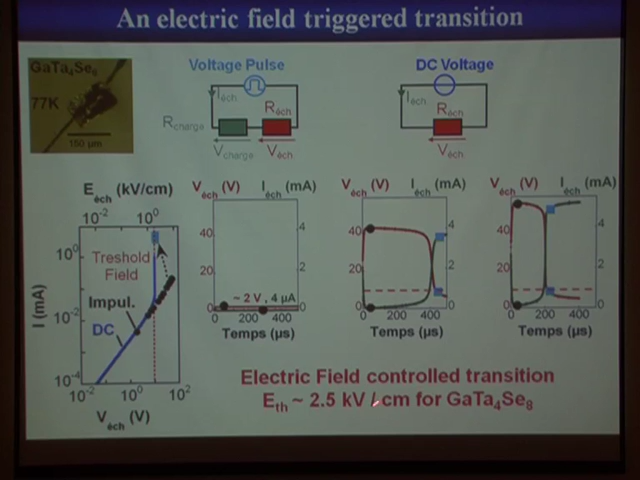 An electric field triggered transition
GaTa4Se8
77K
150 µm
Voltage Pulse
Iéch
Rcharge
Réch
Vcharge
Véch
DC Voltage
Iéch
Réch
Véch
Eéch (kV/cm)
10-2 100
100
10-2
10-4
I (mA)
Treshold
Field
Impul.
DC
10-2 100 102
Véch (V)
Véch (V) Iéch (mA)
40
20
0
4
2
0
~ 2 V , 4 µA
0 200 400
Temps (µs)
Véch (V) Iéch (mA)
40
20
0
4
2
0
0 200 400
Temps (µs)
Véch (V) Iéch (mA)
40
20
0
4
2
0
0 200 400
Temps (µs)
Electric Field controlled transition
Eth ~ 2.5 kV /cm for GaTa4Se8